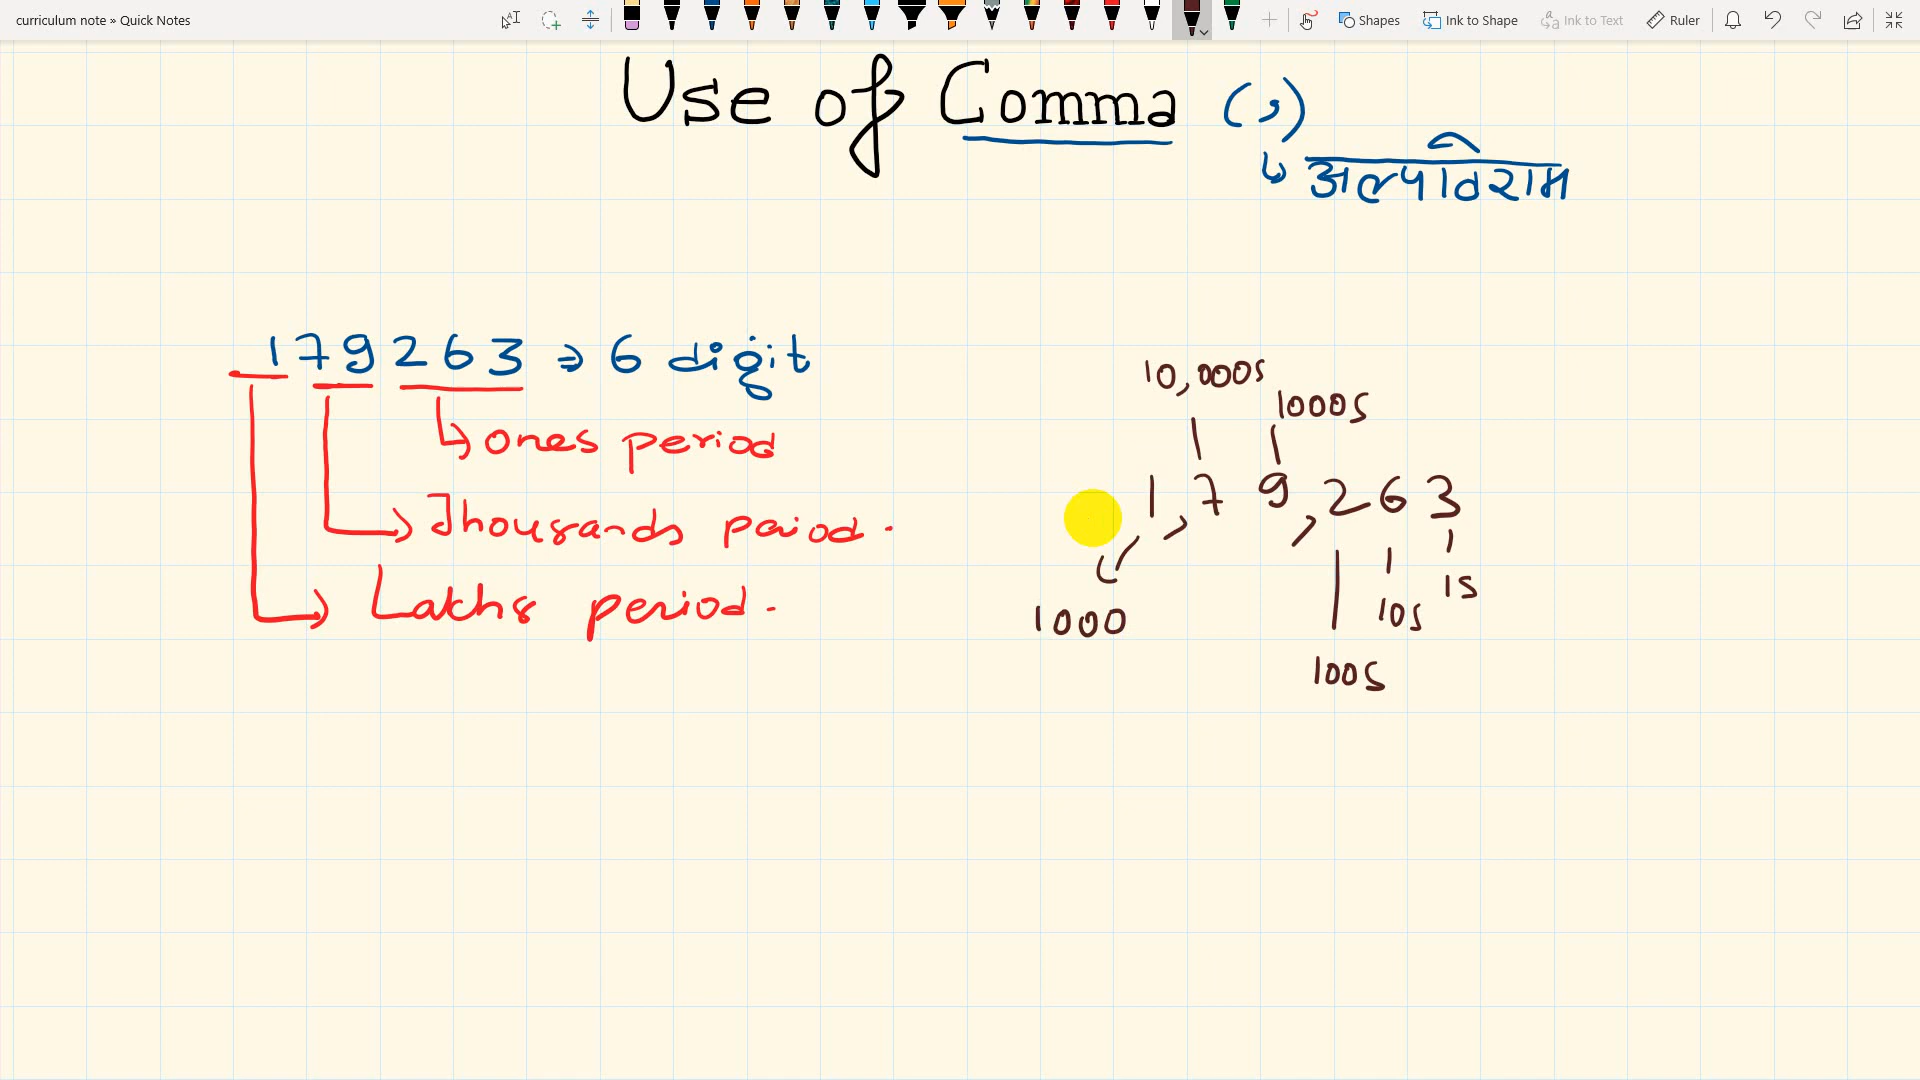 curriculum note » Quick Notes
Shapes
Ink to Shape
Ink to Text
Ruler
Use of Comma (,)
↳ अल्पविराम
179263 ⇒ 6 digit
↳ ones period
→ Thousands peiod.
→ Lakhs period.
10,000s
1000s
1,79,263
1000
1s
10s
100s